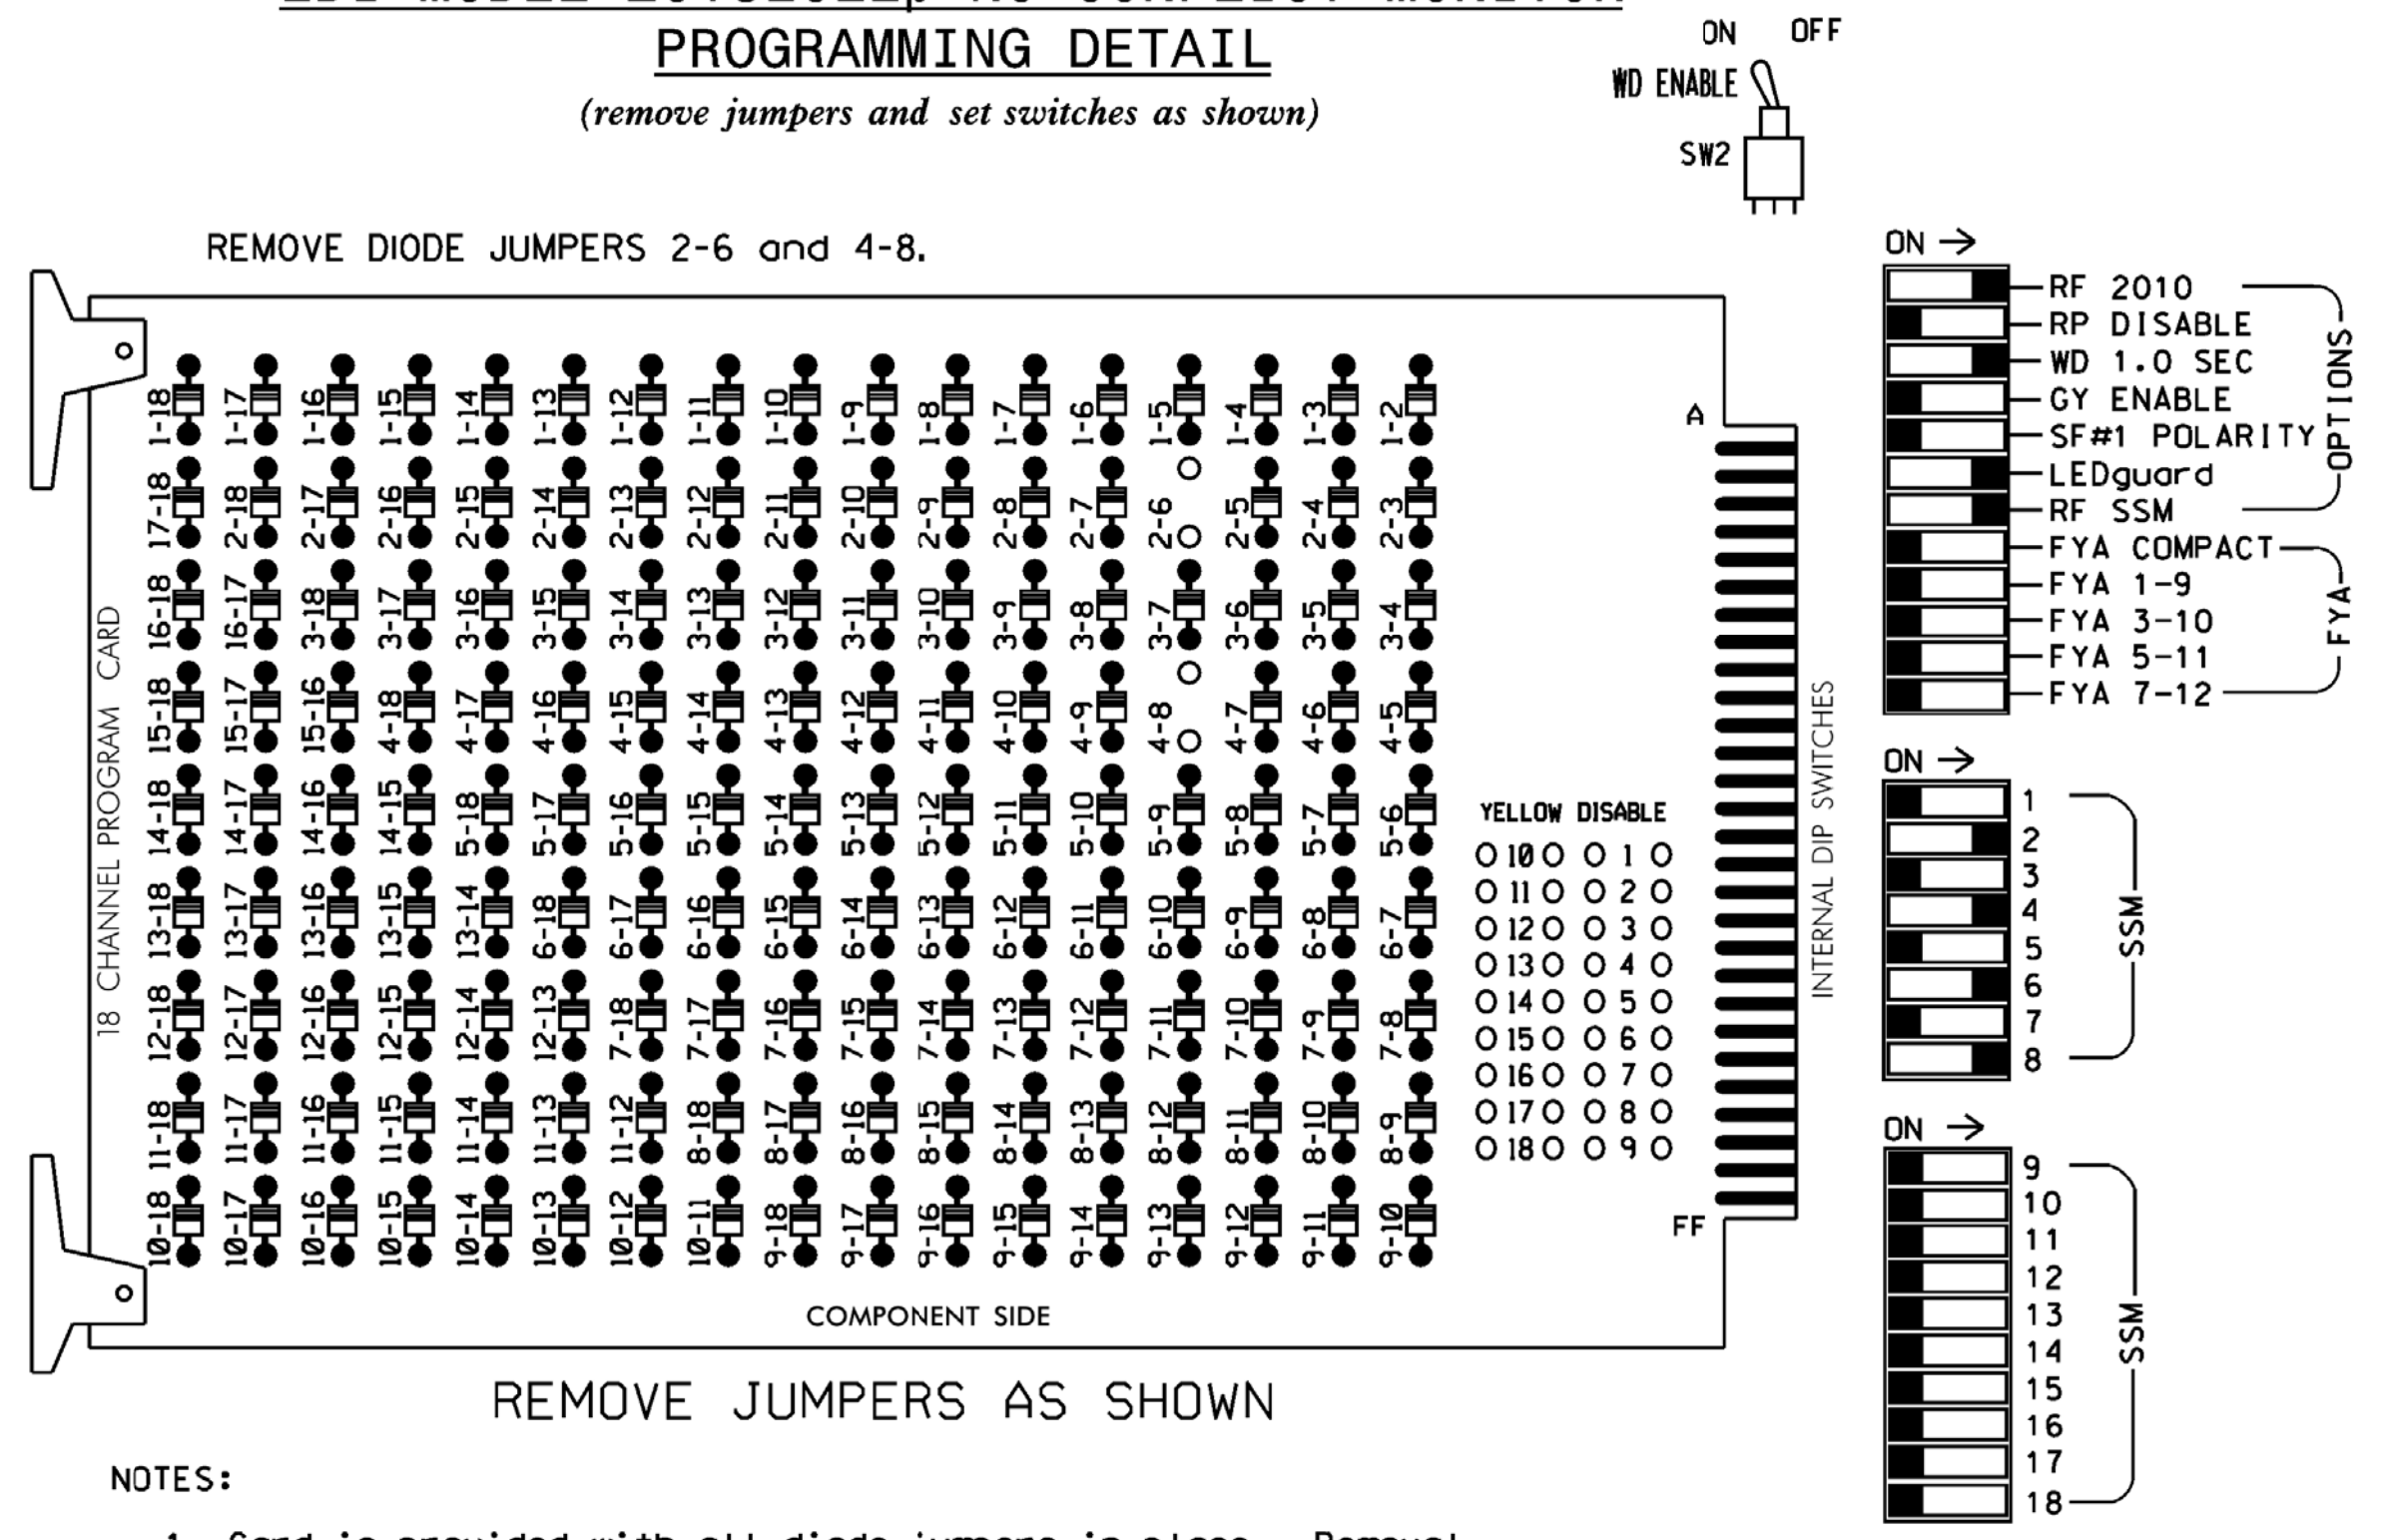 PROGRAMMING DETAIL
(remove jumpers and set switches as shown)
ON OFF
WD ENABLE
SW2
REMOVE DIODE JUMPERS 2-6 and 4-8.
18 CHANNEL PROGRAM CARD
1-18 1-17 1-16 1-15 1-14 1-13 1-12 1-11 1-10 1-9 1-8 1-7 1-6 1-5 1-4 1-3 1-2
17-18 2-18 2-17 2-16 2-15 2-14 2-13 2-12 2-11 2-10 2-9 2-8 2-7 2-6 2-5 2-4 2-3
16-18 16-17 3-18 3-17 3-16 3-15 3-14 3-13 3-12 3-11 3-10 3-9 3-8 3-7 3-6 3-5 3-4
15-18 15-17 15-16 4-18 4-17 4-16 4-15 4-14 4-13 4-12 4-11 4-10 4-9 4-8 4-7 4-6 4-5
14-18 14-17 14-16 14-15 5-18 5-17 5-16 5-15 5-14 5-13 5-12 5-11 5-10 5-9 5-8 5-7 5-6
13-18 13-17 13-16 13-15 13-14 6-18 6-17 6-16 6-15 6-14 6-13 6-12 6-11 6-10 6-9 6-8 6-7
12-18 12-17 12-16 12-15 12-14 12-13 7-18 7-17 7-16 7-15 7-14 7-13 7-12 7-11 7-10 7-9 7-8
11-18 11-17 11-16 11-15 11-14 11-13 11-12 8-18 8-17 8-16 8-15 8-14 8-13 8-12 8-11 8-10 8-9
10-18 10-17 10-16 10-15 10-14 10-13 10-12 10-11 9-18 9-17 9-16 9-15 9-14 9-13 9-12 9-11 9-10
A
YELLOW DISABLE
10 1
11 2
12 3
13 4
14 5
15 6
16 7
17 8
18 9
FF
COMPONENT SIDE
INTERNAL DIP SWITCHES
ON →
RF 2010
RP DISABLE
WD 1.0 SEC
GY ENABLE
SF#1 POLARITY
LEDguard
RF SSM
OPTIONS
FYA COMPACT
FYA 1-9
FYA 3-10
FYA 5-11
FYA 7-12
FYA
ON →
1
2
3
4
5
6
7
8
SSM
ON →
9
10
11
12
13
14
15
16
17
18
SSM
REMOVE JUMPERS AS SHOWN
NOTES: